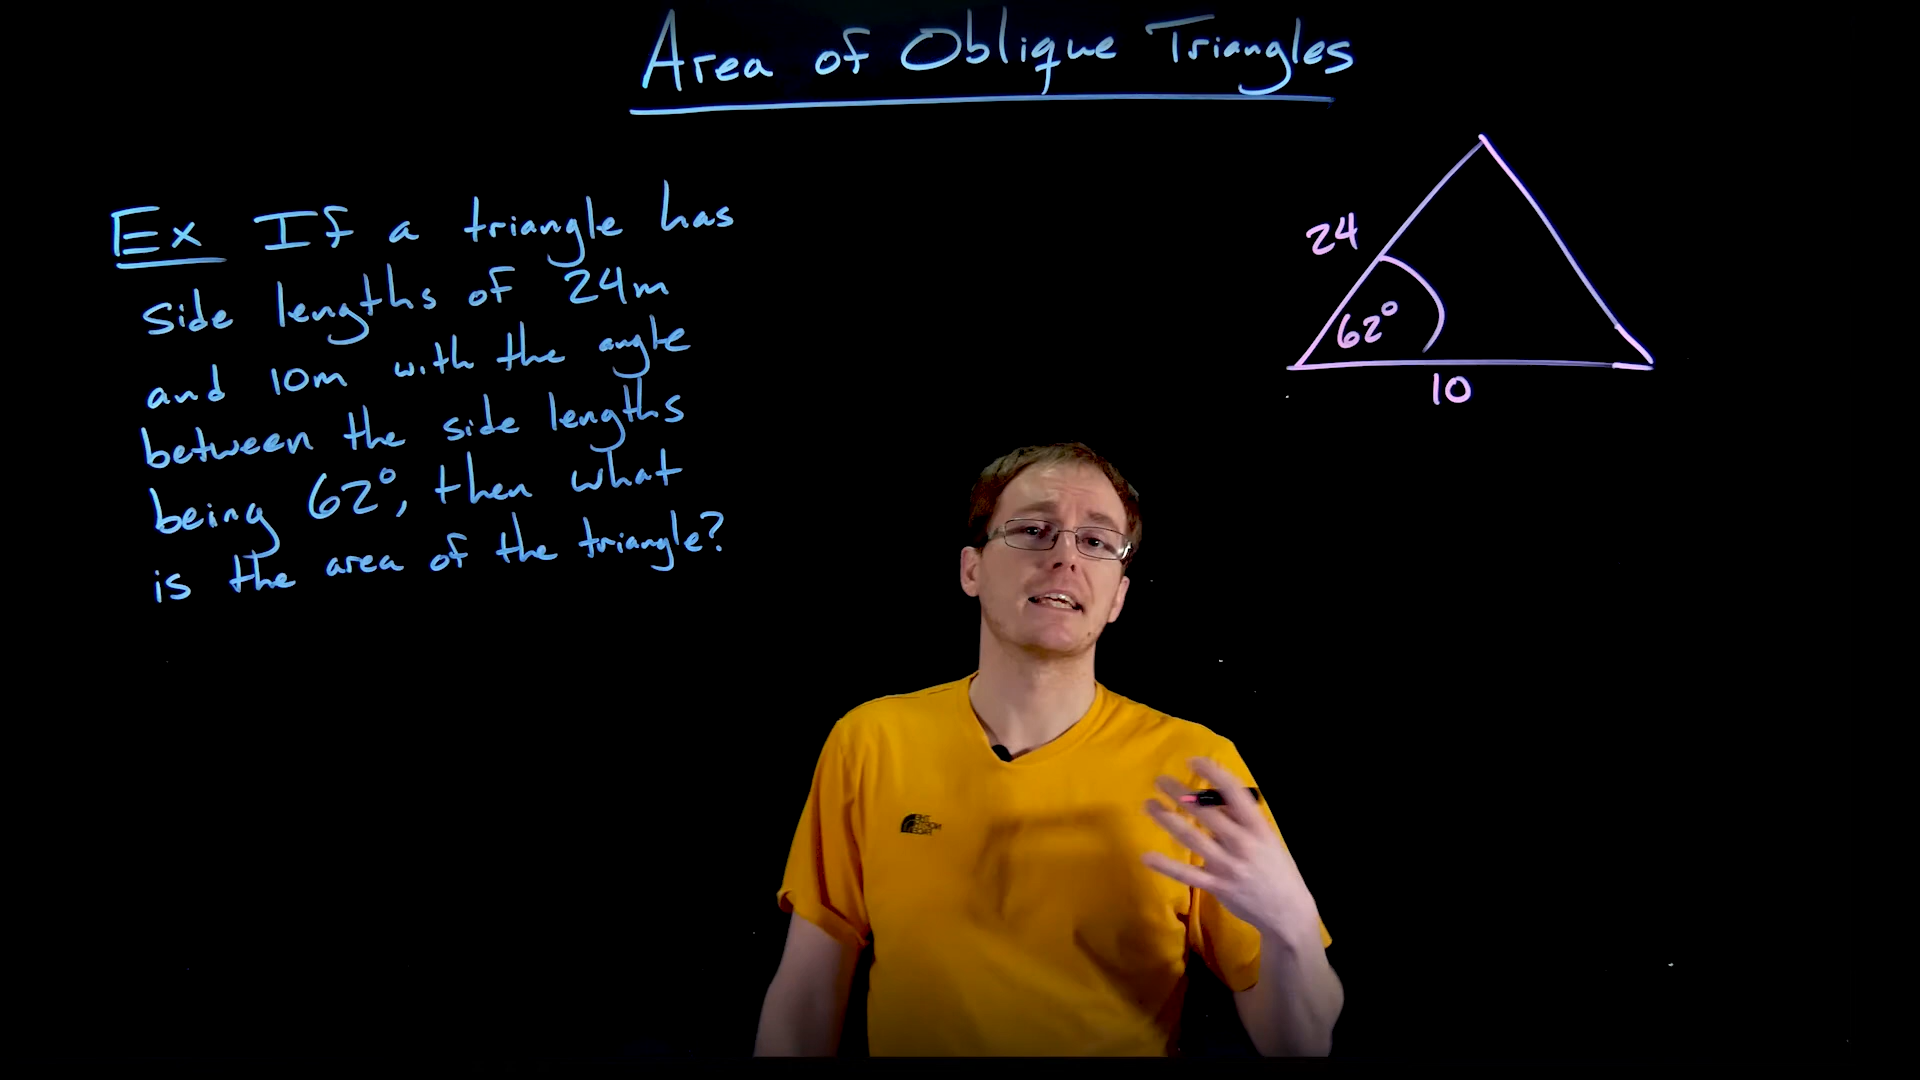 Area of Oblique Triangles
Ex If a triangle has
side lengths of 24m
and 10m with the angle
between the side lengths
being 62°, then what
is the area of the triangle?
24
62°
10